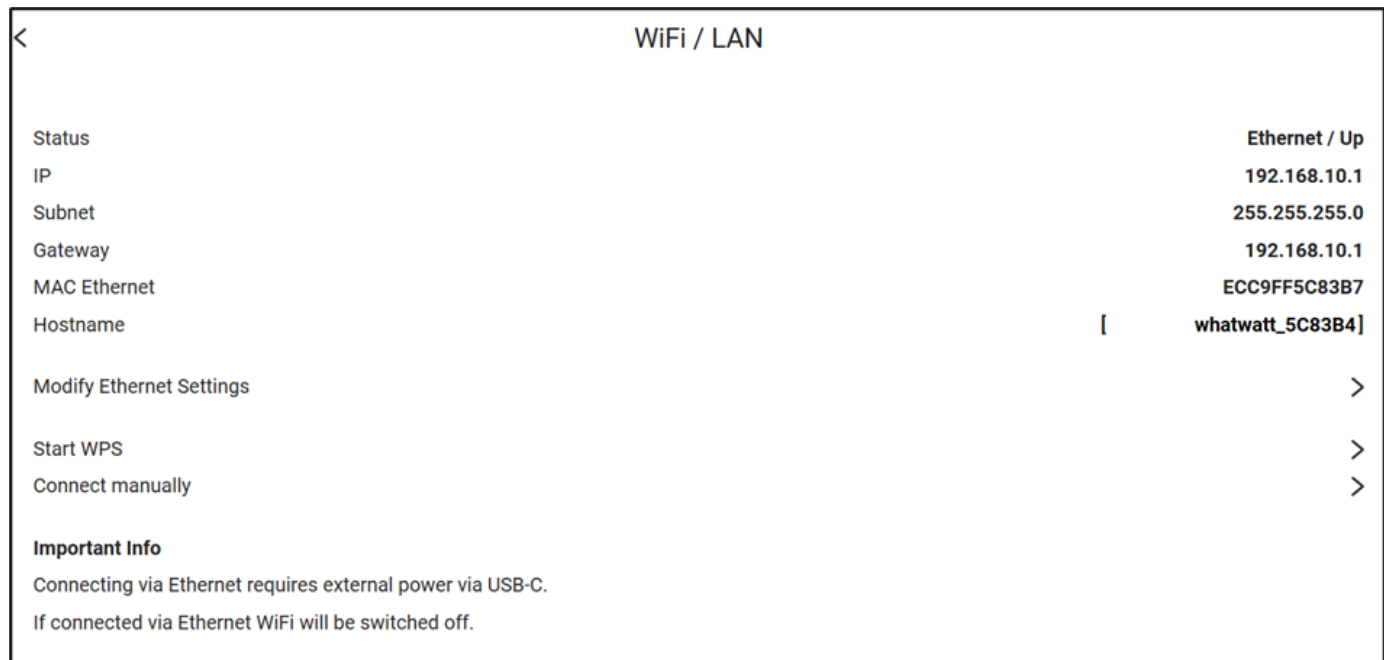 WiFi / LAN
Status Ethernet / Up
IP 192.168.10.1
Subnet 255.255.255.0
Gateway 192.168.10.1
MAC Ethernet ECC9FF5C83B7
Hostname [ whatwatt_5C83B4]
Modify Ethernet Settings
Start WPS
Connect manually
Important Info
Connecting via Ethernet requires external power via USB-C.
If connected via Ethernet WiFi will be switched off.